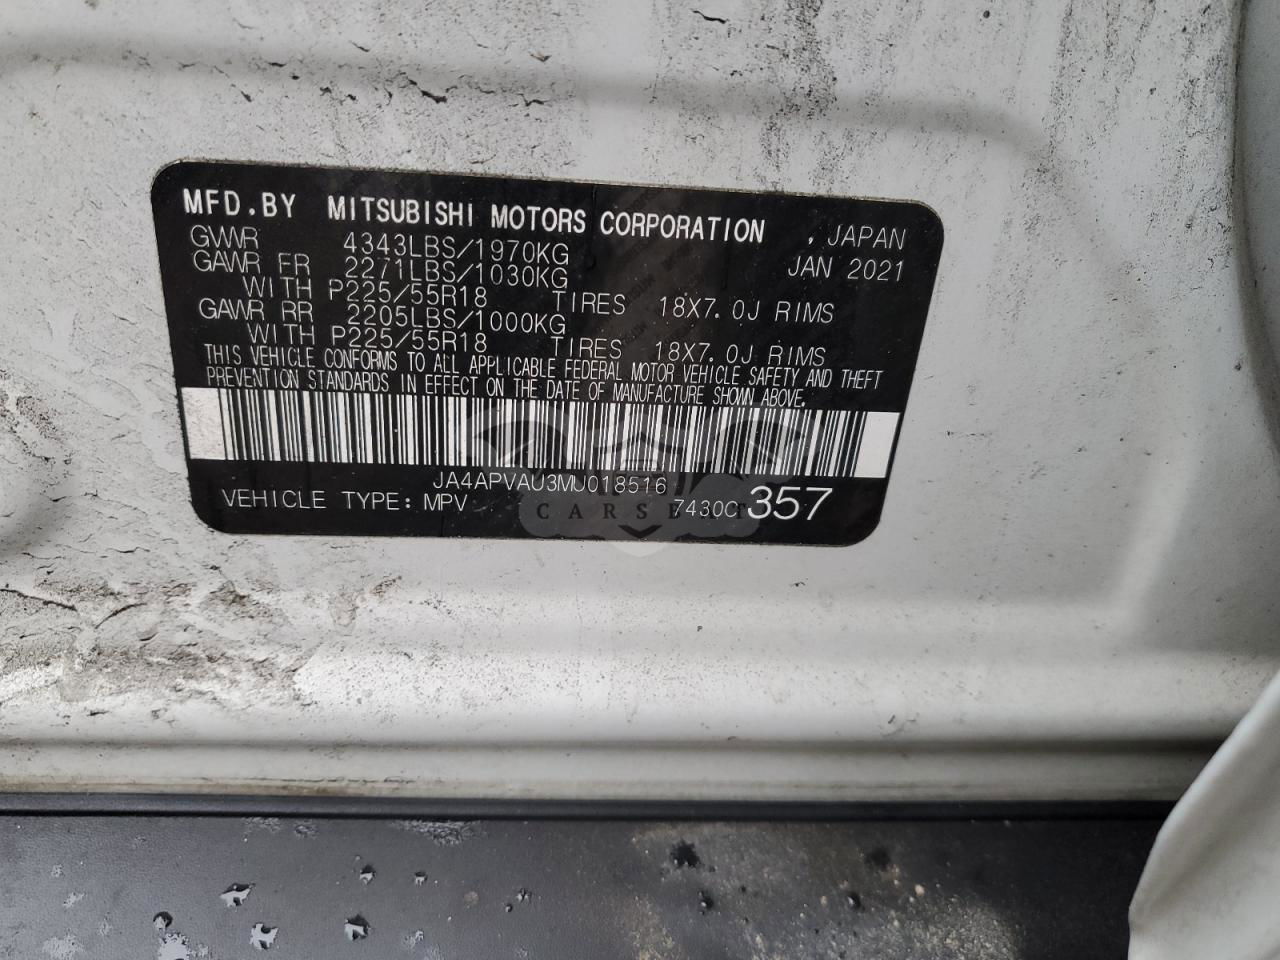 MFD.BY MITSUBISHI MOTORS CORPORATION , JAPAN
GVWR 4343LBS/1970KG JAN 2021
GAWR FR 2271LBS/1030KG
WITH P225/55R18 TIRES 18X7.0J RIMS
GAWR RR 2205LBS/1000KG
WITH P225/55R18 TIRES 18X7.0J RIMS
THIS VEHICLE CONFORMS TO ALL APPLICABLE FEDERAL MOTOR VEHICLE SAFETY AND THEFT
PREVENTION STANDARDS IN EFFECT ON THE DATE OF MANUFACTURE SHOWN ABOVE.
JA4APVAU3MU018516
VEHICLE TYPE: MPV 7430C 357